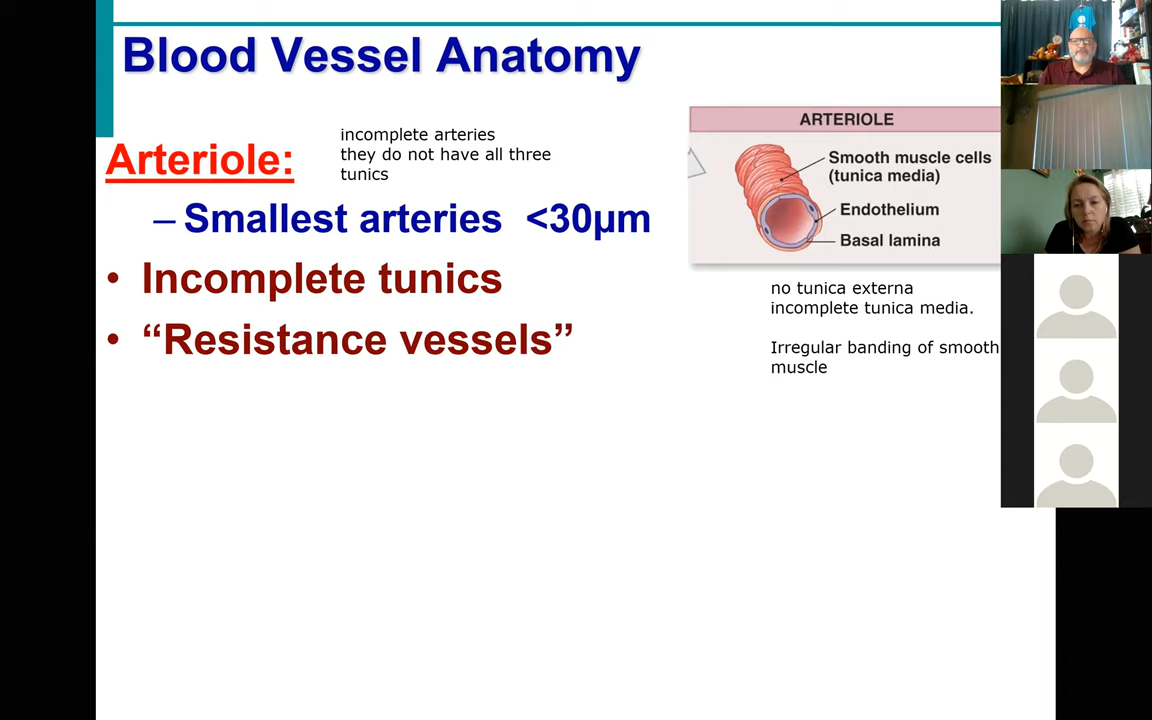 Blood Vessel Anatomy
Arteriole:
incomplete arteries
they do not have all three
tunics
– Smallest arteries <30µm
• Incomplete tunics
• “Resistance vessels”
ARTERIOLE
Smooth muscle cells
(tunica media)
Endothelium
Basal lamina
no tunica externa
incomplete tunica media.
Irregular banding of smooth
muscle